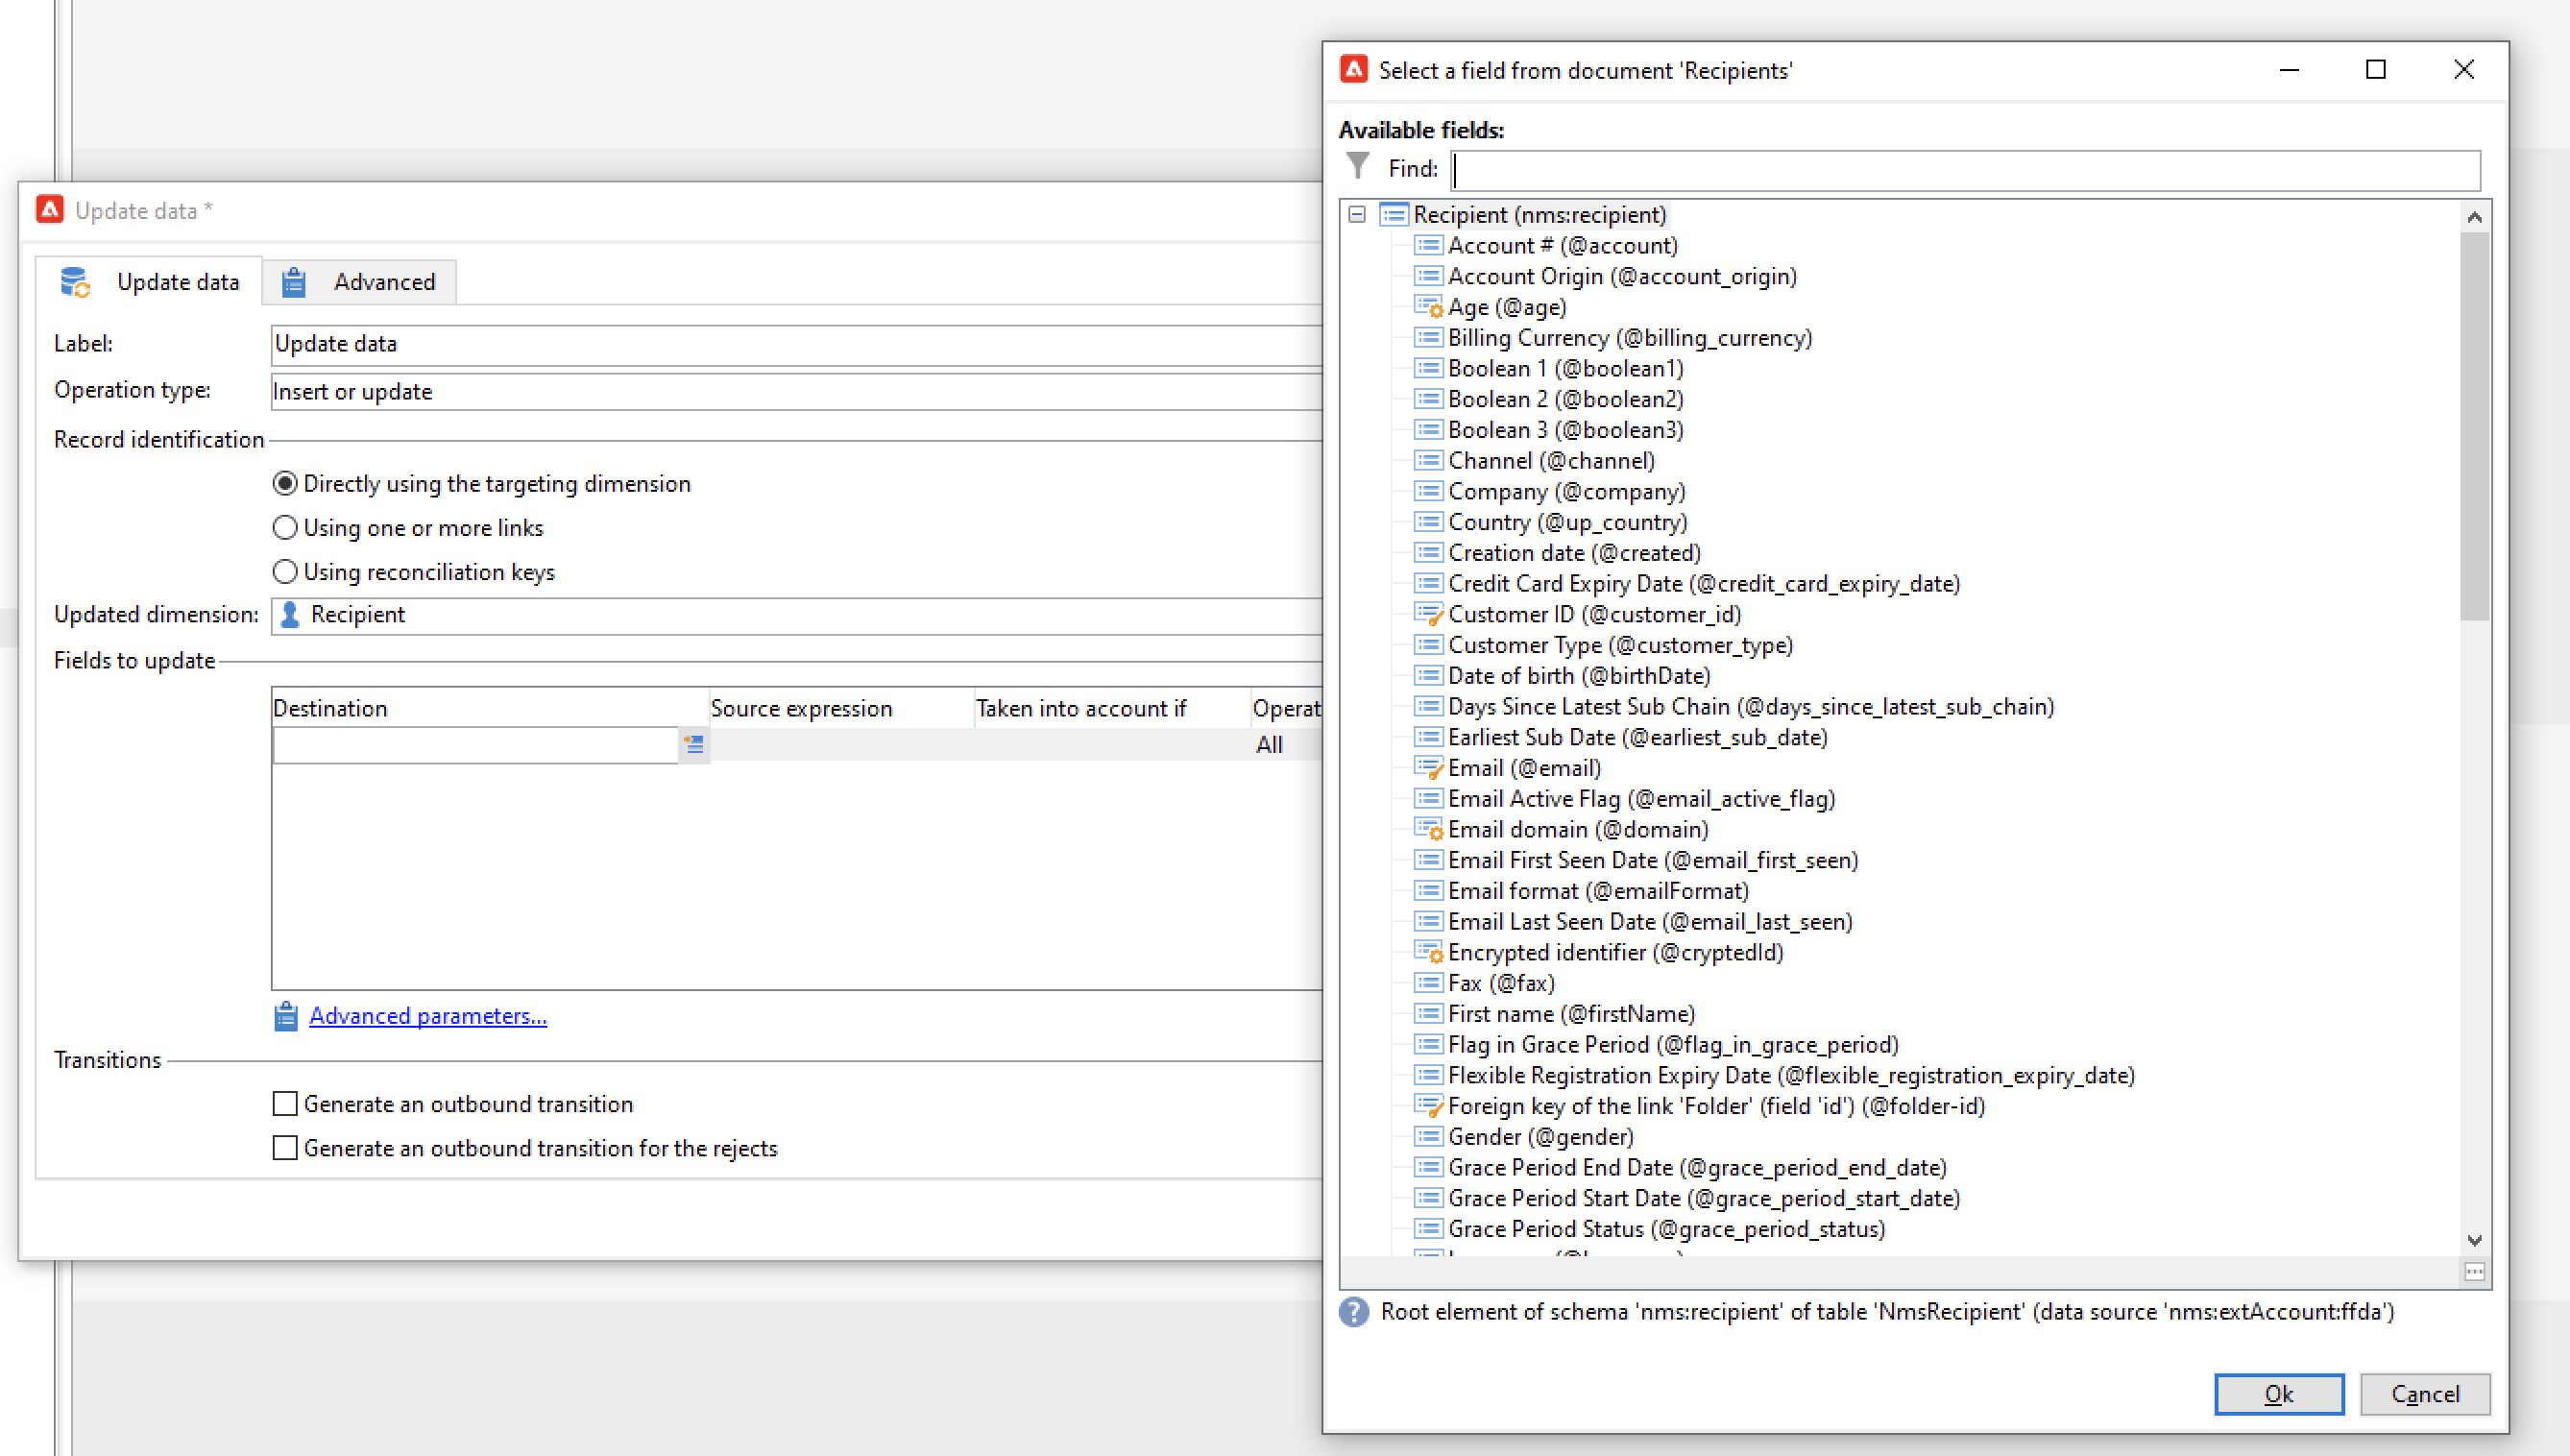 Update data *
Update data
Advanced
Label:
Update data
Operation type:
Insert or update
Record identification
Directly using the targeting dimension
Using one or more links
Using reconciliation keys
Updated dimension:
Recipient
Fields to update
Destination
Source expression
Taken into account if
Operat
All
Advanced parameters...
Transitions
Generate an outbound transition
Generate an outbound transition for the rejects
Select a field from document 'Recipients'
Available fields:
Find:
Recipient (nms:recipient)
Account # (@account)
Account Origin (@account_origin)
Age (@age)
Billing Currency (@billing_currency)
Boolean 1 (@boolean1)
Boolean 2 (@boolean2)
Boolean 3 (@boolean3)
Channel (@channel)
Company (@company)
Country (@up_country)
Creation date (@created)
Credit Card Expiry Date (@credit_card_expiry_date)
Customer ID (@customer_id)
Customer Type (@customer_type)
Date of birth (@birthDate)
Days Since Latest Sub Chain (@days_since_latest_sub_chain)
Earliest Sub Date (@earliest_sub_date)
Email (@email)
Email Active Flag (@email_active_flag)
Email domain (@domain)
Email First Seen Date (@email_first_seen)
Email format (@emailFormat)
Email Last Seen Date (@email_last_seen)
Encrypted identifier (@cryptedId)
Fax (@fax)
First name (@firstName)
Flag in Grace Period (@flag_in_grace_period)
Flexible Registration Expiry Date (@flexible_registration_expiry_date)
Foreign key of the link 'Folder' (field 'id') (@folder-id)
Gender (@gender)
Grace Period End Date (@grace_period_end_date)
Grace Period Start Date (@grace_period_start_date)
Grace Period Status (@grace_period_status)
Root element of schema 'nms:recipient' of table 'NmsRecipient' (data source 'nms:extAccount:ffda')
Ok
Cancel